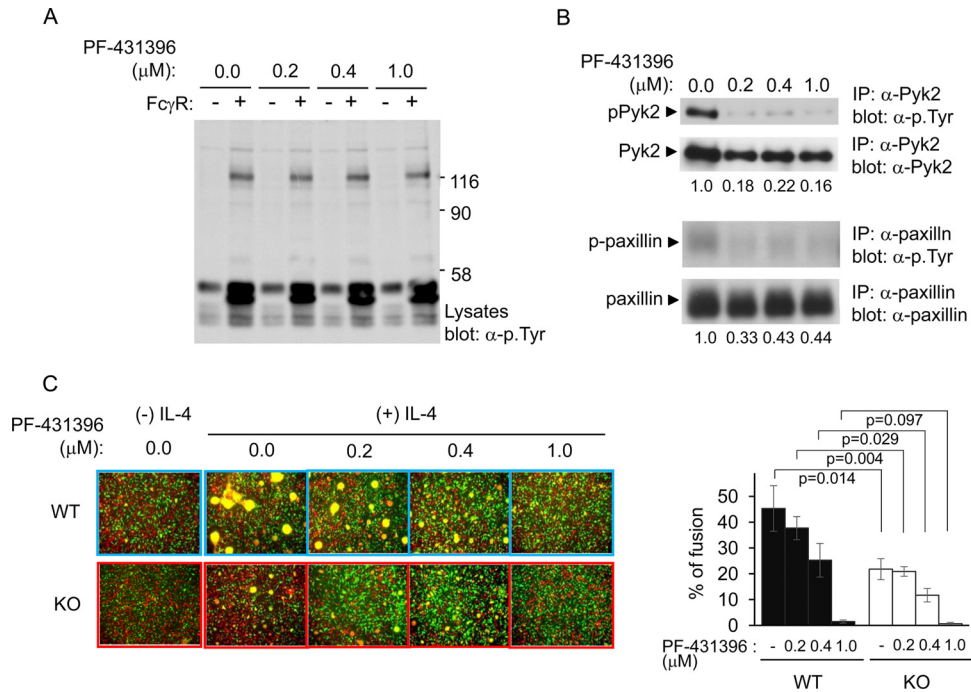 A
PF-431396
(μM): 0.0 0.2 0.4 1.0
FcγR: - + - + - + - +
116
90
58
Lysates
blot: α-p.Tyr
B
PF-431396
(μM): 0.0 0.2 0.4 1.0
pPyk2
IP: α-Pyk2
blot: α-p.Tyr
Pyk2
IP: α-Pyk2
blot: α-Pyk2
1.0 0.18 0.22 0.16
p-paxillin
IP: α-paxilln
blot: α-p.Tyr
paxillin
IP: α-paxillin
blot: α-paxillin
1.0 0.33 0.43 0.44
C
(-) IL-4 (+) IL-4
PF-431396
(μM): 0.0 0.0 0.2 0.4 1.0
WT
KO
p=0.097
p=0.029
p=0.004
p=0.014
% of fusion
50
40
30
20
10
0
PF-431396 : - 0.2 0.4 1.0 - 0.2 0.4 1.0
(μM)
WT KO